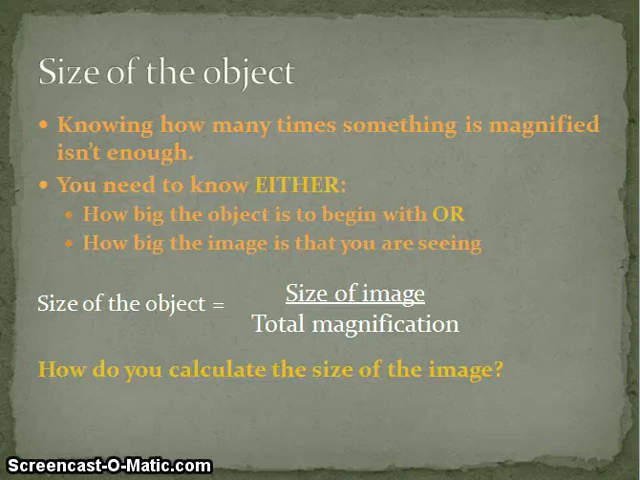 Size of the object
• Knowing how many times something is magnified
isn't enough.
• You need to know EITHER:
• How big the object is to begin with OR
• How big the image is that you are seeing
Size of the object = Size of image
Total magnification
How do you calculate the size of the image?
Screencast-O-Matic.com